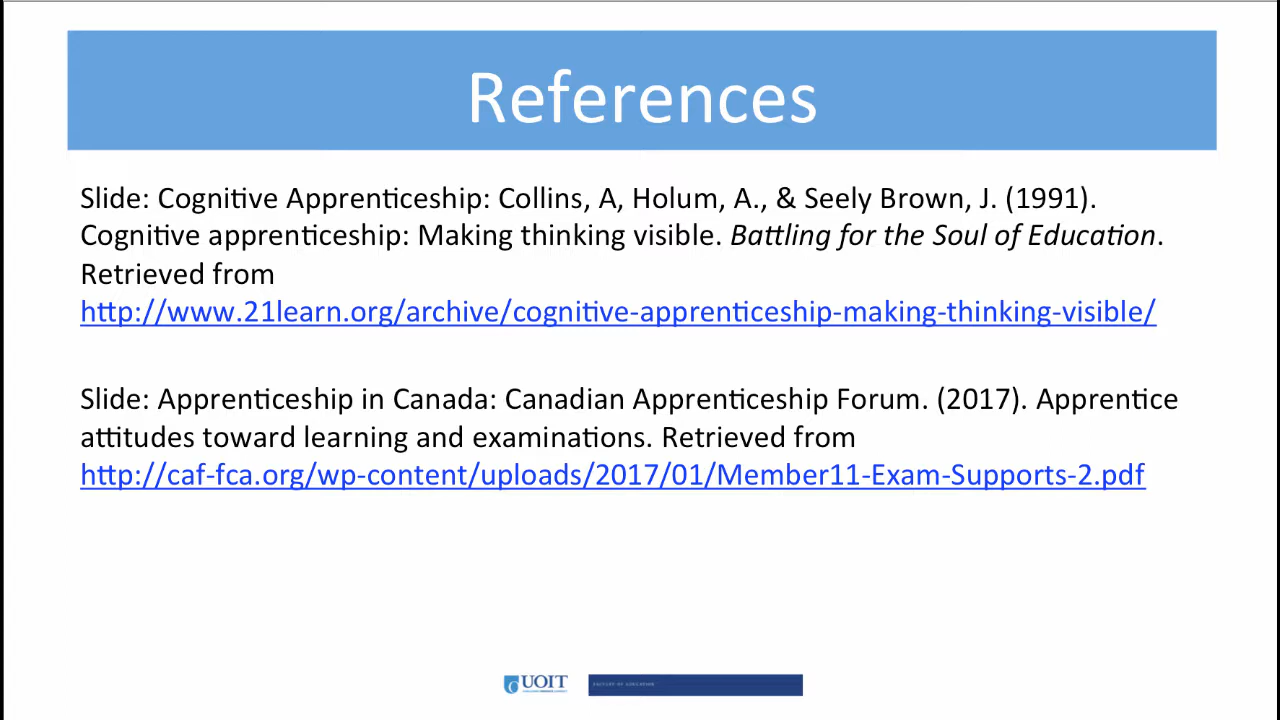 References
Slide: Cognitive Apprenticeship: Collins, A, Holum, A., & Seely Brown, J. (1991).
Cognitive apprenticeship: Making thinking visible. Battling for the Soul of Education.
Retrieved from
http://www.21learn.org/archive/cognitive-apprenticeship-making-thinking-visible/
Slide: Apprenticeship in Canada: Canadian Apprenticeship Forum. (2017). Apprentice
attitudes toward learning and examinations. Retrieved from
http://caf-fca.org/wp-content/uploads/2017/01/Member11-Exam-Supports-2.pdf
UOIT
FACULTY OF EDUCATION